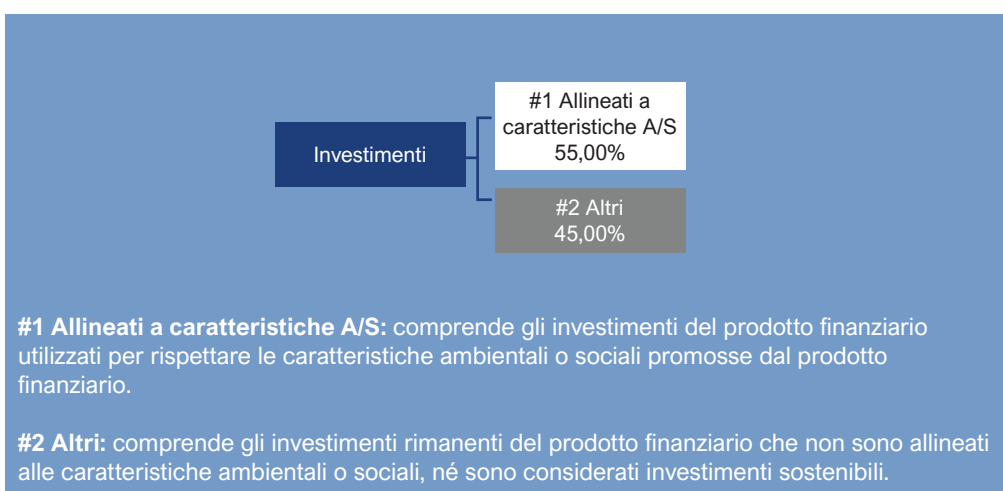 #1 Allineati a
caratteristiche A/S
55,00%
Investimenti
#2 Altri
45,00%
#1 Allineati a caratteristiche A/S: comprende gli investimenti del prodotto finanziario
utilizzati per rispettare le caratteristiche ambientali o sociali promosse dal prodotto
finanziario.
#2 Altri: comprende gli investimenti rimanenti del prodotto finanziario che non sono allineati
alle caratteristiche ambientali o sociali, né sono considerati investimenti sostenibili.